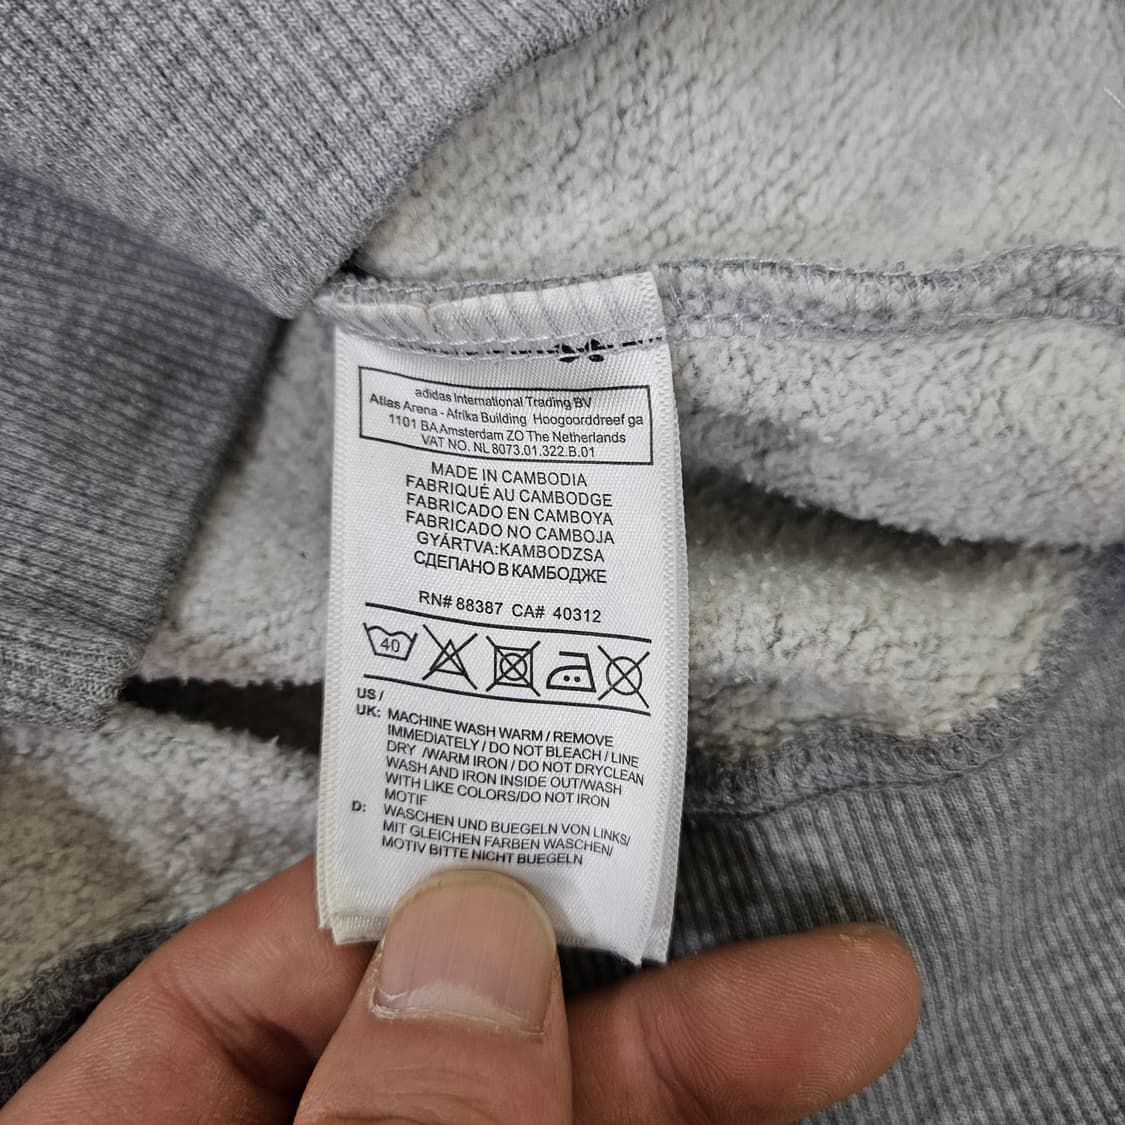 adidas International Trading BV
Atlas Arena - Afrika Building Hoogoorddreef ga
1101 BA Amsterdam ZO The Netherlands
VAT NO. NL 8073.01.322.B.01
MADE IN CAMBODIA
FABRIQUÉ AU CAMBODGE
FABRICADO EN CAMBOYA
FABRICADO NO CAMBOJA
GYÁRTVA:KAMBODZSA
СДЕПАНО В КАМБОДЖЕ
RN# 88387 CA# 40312
40
US /
UK: MACHINE WASH WARM / REMOVE
IMMEDIATELY / DO NOT BLEACH / LINE
DRY /WARM IRON / DO NOT DRYCLEAN
WASH AND IRON INSIDE OUT/WASH
WITH LIKE COLORS/DO NOT IRON
MOTIF
D: WASCHEN UND BUEGELN VON LINKS/
MIT GLEICHEN FARBEN WASCHEN/
MOTIV BITTE NICHT BUEGELN